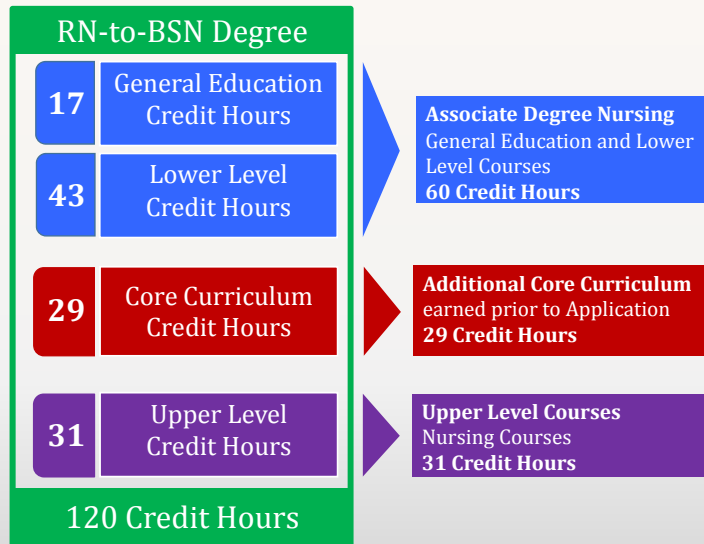 RN-to-BSN Degree
17
General Education
Credit Hours
43
Lower Level
Credit Hours
Associate Degree Nursing
General Education and Lower
Level Courses
60 Credit Hours
29
Core Curriculum
Credit Hours
Additional Core Curriculum
earned prior to Application
29 Credit Hours
31
Upper Level
Credit Hours
Upper Level Courses
Nursing Courses
31 Credit Hours
120 Credit Hours